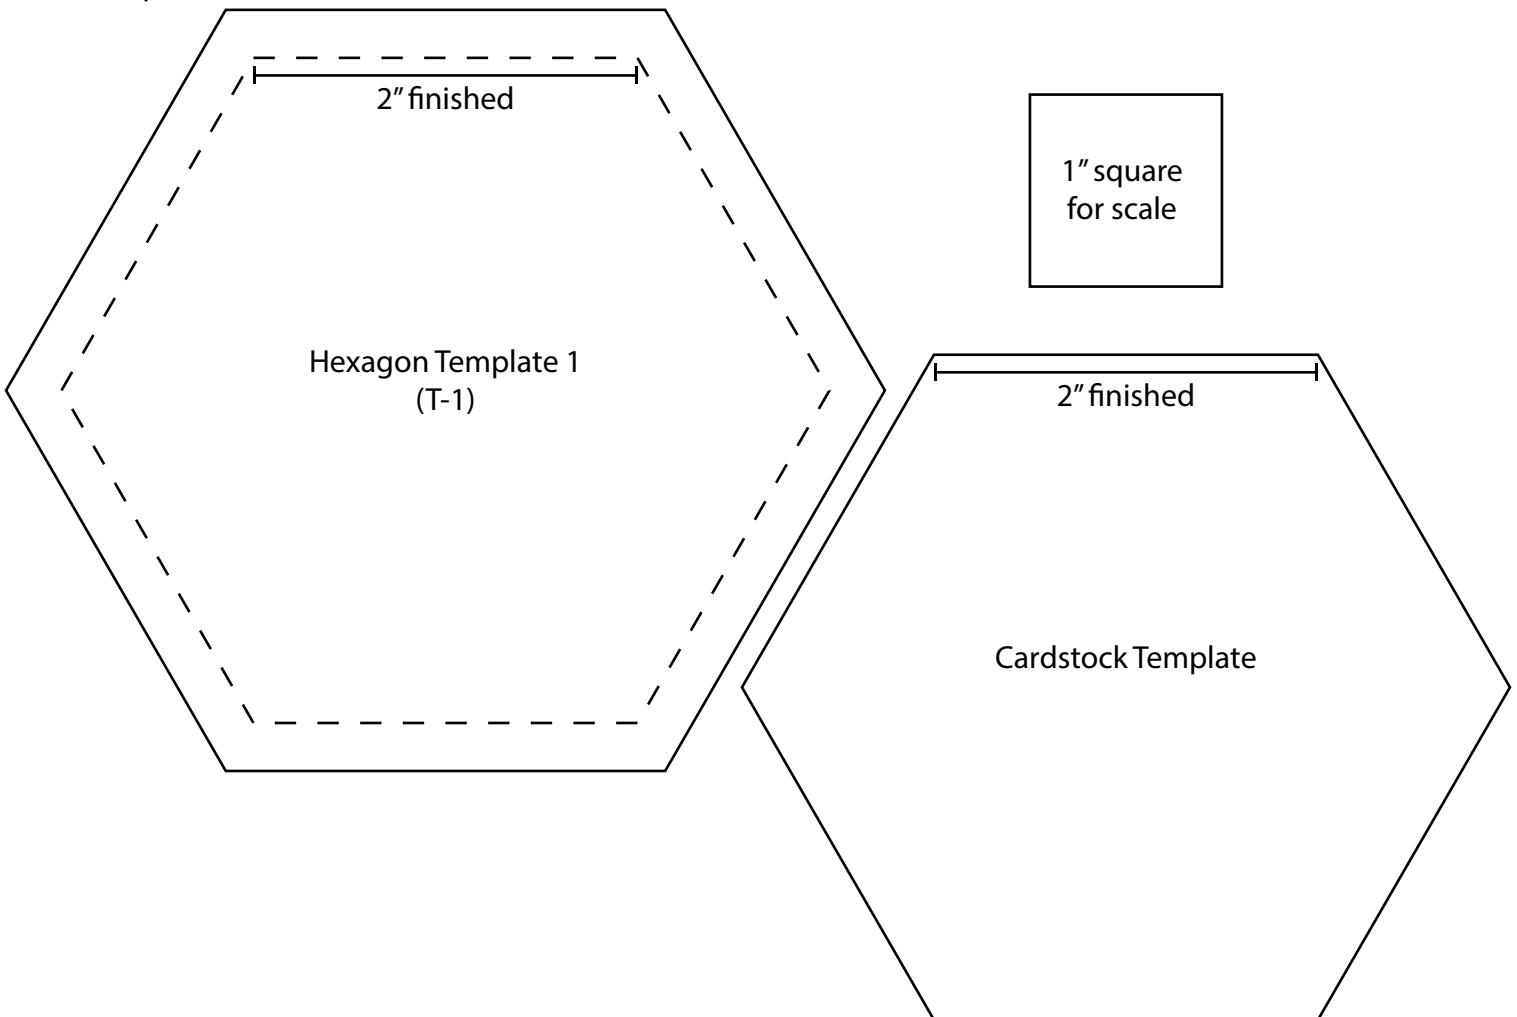 2” finished
Hexagon Template 1
(T-1)
1” square
for scale
2” finished
Cardstock Template